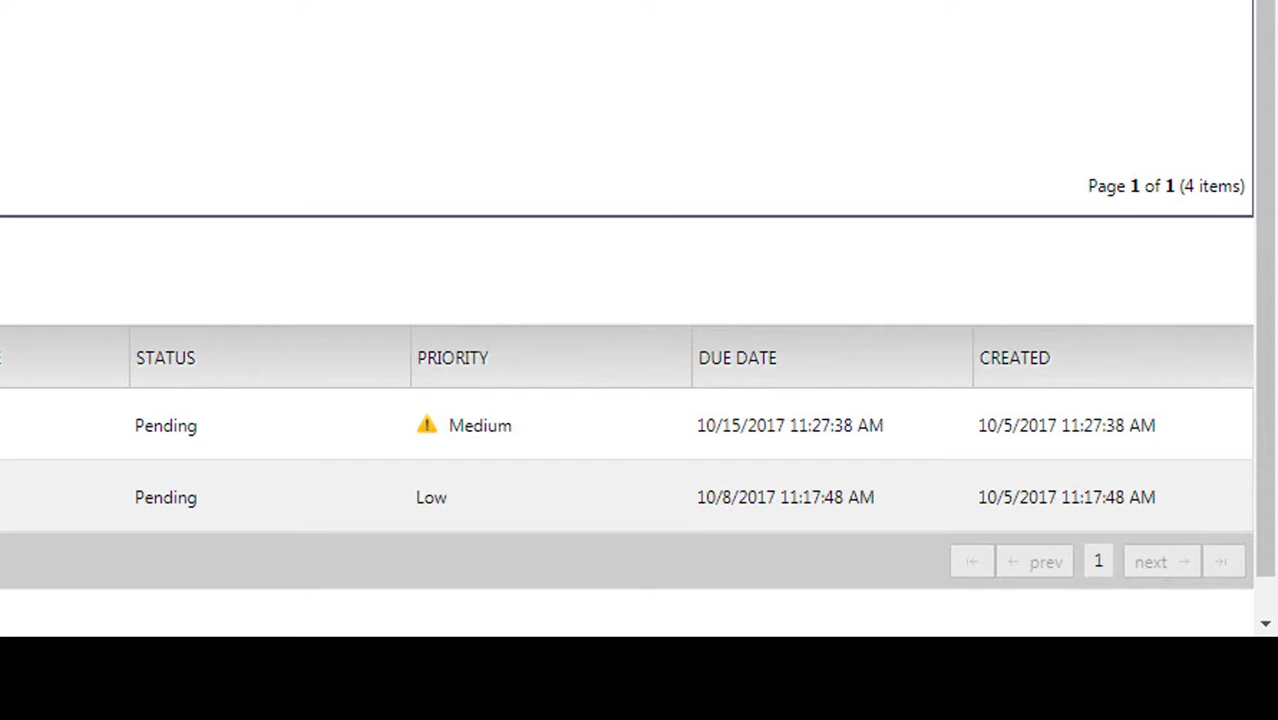 Page 1 of 1 (4 items)
STATUS PRIORITY DUE DATE CREATED
Pending Medium 10/15/2017 11:27:38 AM 10/5/2017 11:27:38 AM
Pending Low 10/8/2017 11:17:48 AM 10/5/2017 11:17:48 AM
prev 1 next